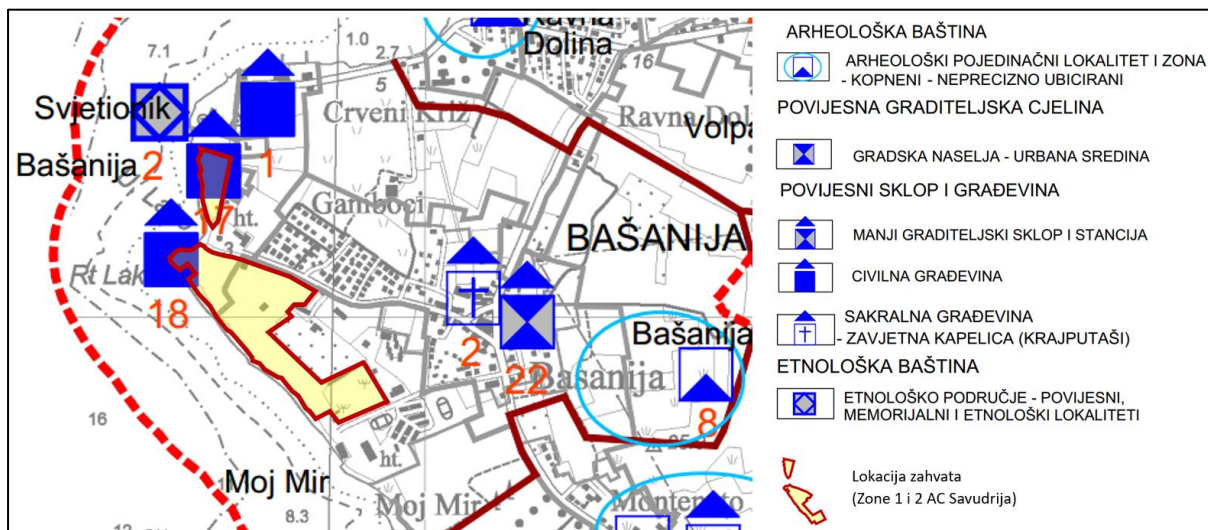 Ravna
Dolina
7.1
1.0
2.7
16
5
Svjetionik
Crveni Križ
Ravna Dol
Volpa
Bašanija
2
1
17
ht.
Gamboci
BAŠANIJA
3
Rt Lak
18
Bašanija
2
22
Bašanija
8
16
ht.
Moj Mir
Moj Mir
8.3
ARHEOLOŠKA BAŠTINA
ARHEOLOŠKI POJEDINAČNI LOKALITET I ZONA
- KOPNENI - NEPRECIZNO UBICIRANI
POVIJESNA GRADITELJSKA CJELINA
GRADSKA NASELJA - URBANA SREDINA
POVIJESNI SKLOP I GRAĐEVINA
MANJI GRADITELJSKI SKLOP I STANCIJA
CIVILNA GRAĐEVINA
SAKRALNA GRAĐEVINA
- ZAVJETNA KAPELICA (KRAJPUTAŠI)
ETNOLOŠKA BAŠTINA
ETNOLOŠKO PODRUČJE - POVIJESNI,
MEMORIJALNI I ETNOLOŠKI LOKALITETI
Lokacija zahvata
(Zone 1 i 2 AC Savudrija)